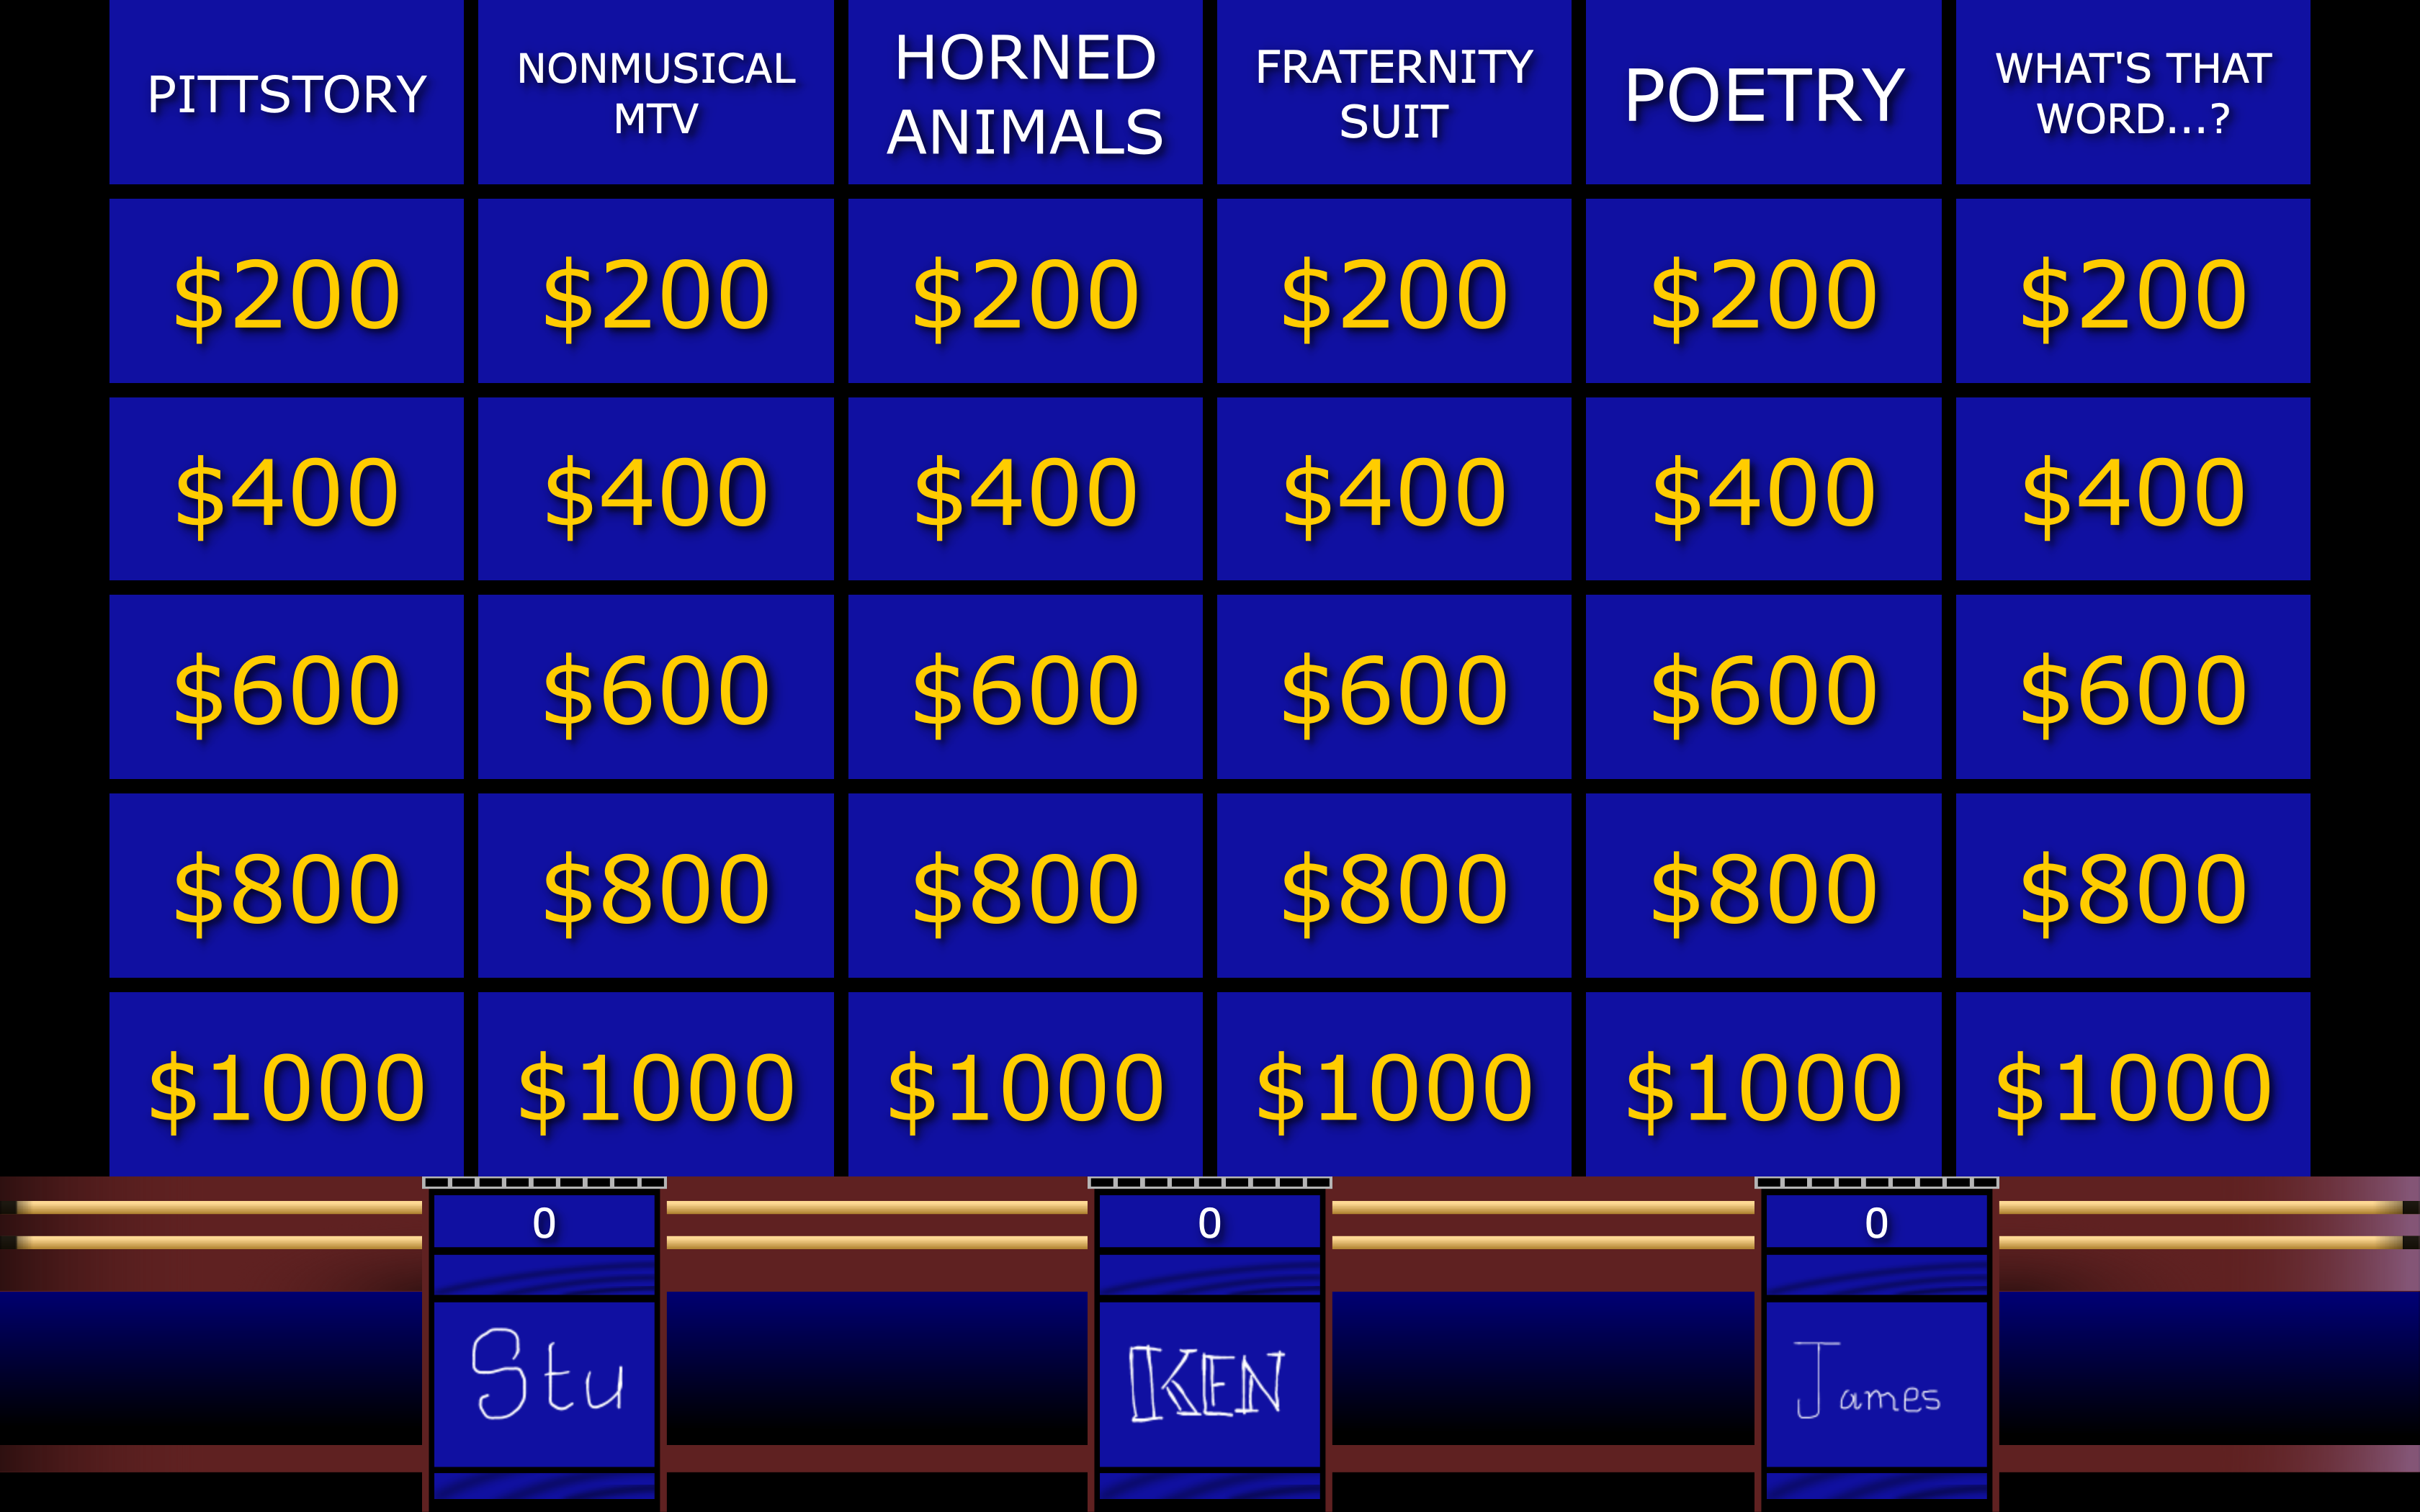 PITTSTORY
NONMUSICAL
MTV
HORNED
ANIMALS
FRATERNITY
SUIT
POETRY
WHAT'S THAT
WORD...?
$200 $200 $200 $200 $200 $200
$400 $400 $400 $400 $400 $400
$600 $600 $600 $600 $600 $600
$800 $800 $800 $800 $800 $800
$1000 $1000 $1000 $1000 $1000 $1000
0 0 0
Stu KEN James